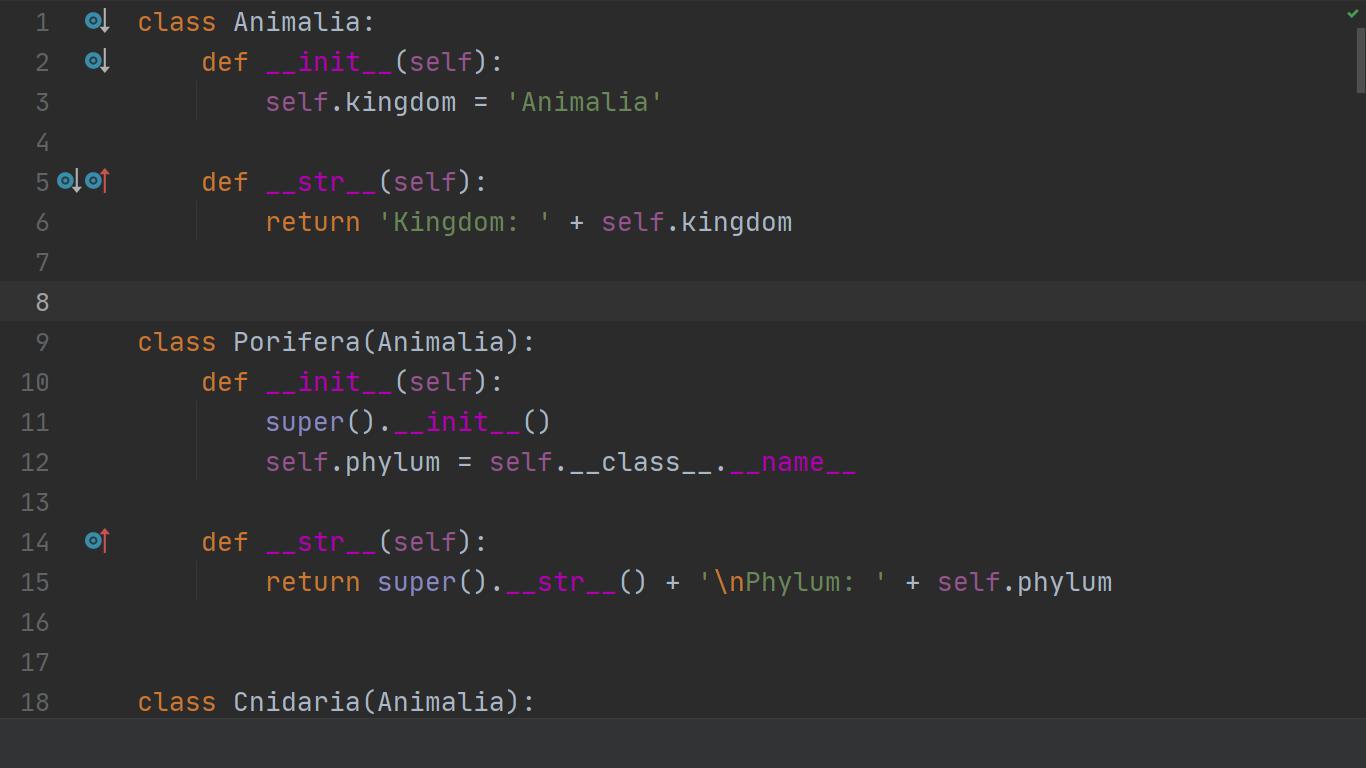 1 class Animalia:
2     def __init__(self):
3         self.kingdom = 'Animalia'
4
5     def __str__(self):
6         return 'Kingdom: ' + self.kingdom
7
8
9 class Porifera(Animalia):
10     def __init__(self):
11         super().__init__()
12         self.phylum = self.__class__.__name__
13
14     def __str__(self):
15         return super().__str__() + '\nPhylum: ' + self.phylum
16
17
18 class Cnidaria(Animalia):